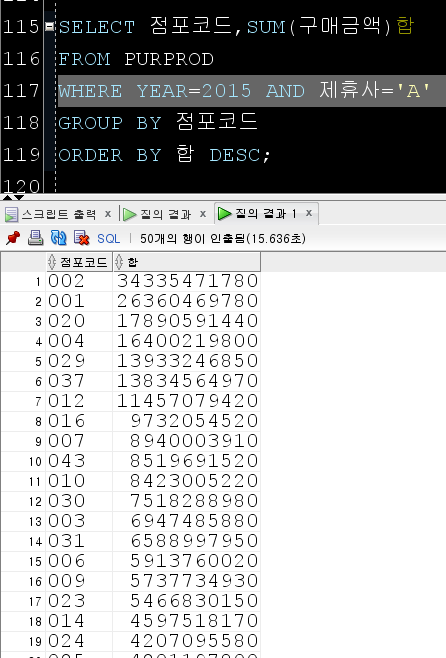 115 SELECT 점포코드,SUM(구매금액)합
116 FROM PURPROD
117 WHERE YEAR=2015 AND 제휴사='A'
118 GROUP BY 점포코드
119 ORDER BY 합 DESC;
120
스크립트 출력 x 질의 결과 x 질의 결과 1 x
SQL | 50개의 행이 인출됨(15.636초)
점포코드 합
1 002 34335471780
2 001 26360469780
3 020 17890591440
4 004 16400219800
5 029 13933246850
6 037 13834564970
7 012 11457079420
8 016 9732054520
9 007 8940003910
10 043 8519691520
11 010 8423005220
12 030 7518288980
13 003 6947485880
14 031 6588997950
15 006 5913760020
16 009 5737734930
17 023 5466830150
18 014 4597518170
19 024 4207095580